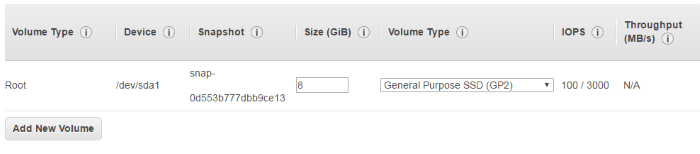 Volume Type Device Snapshot Size (GiB) Volume Type IOPS Throughput (MB/s)
Root /dev/sda1 snap-0d553b777dbb9ce13 8 General Purpose SSD (GP2) 100 / 3000 N/A
Add New Volume